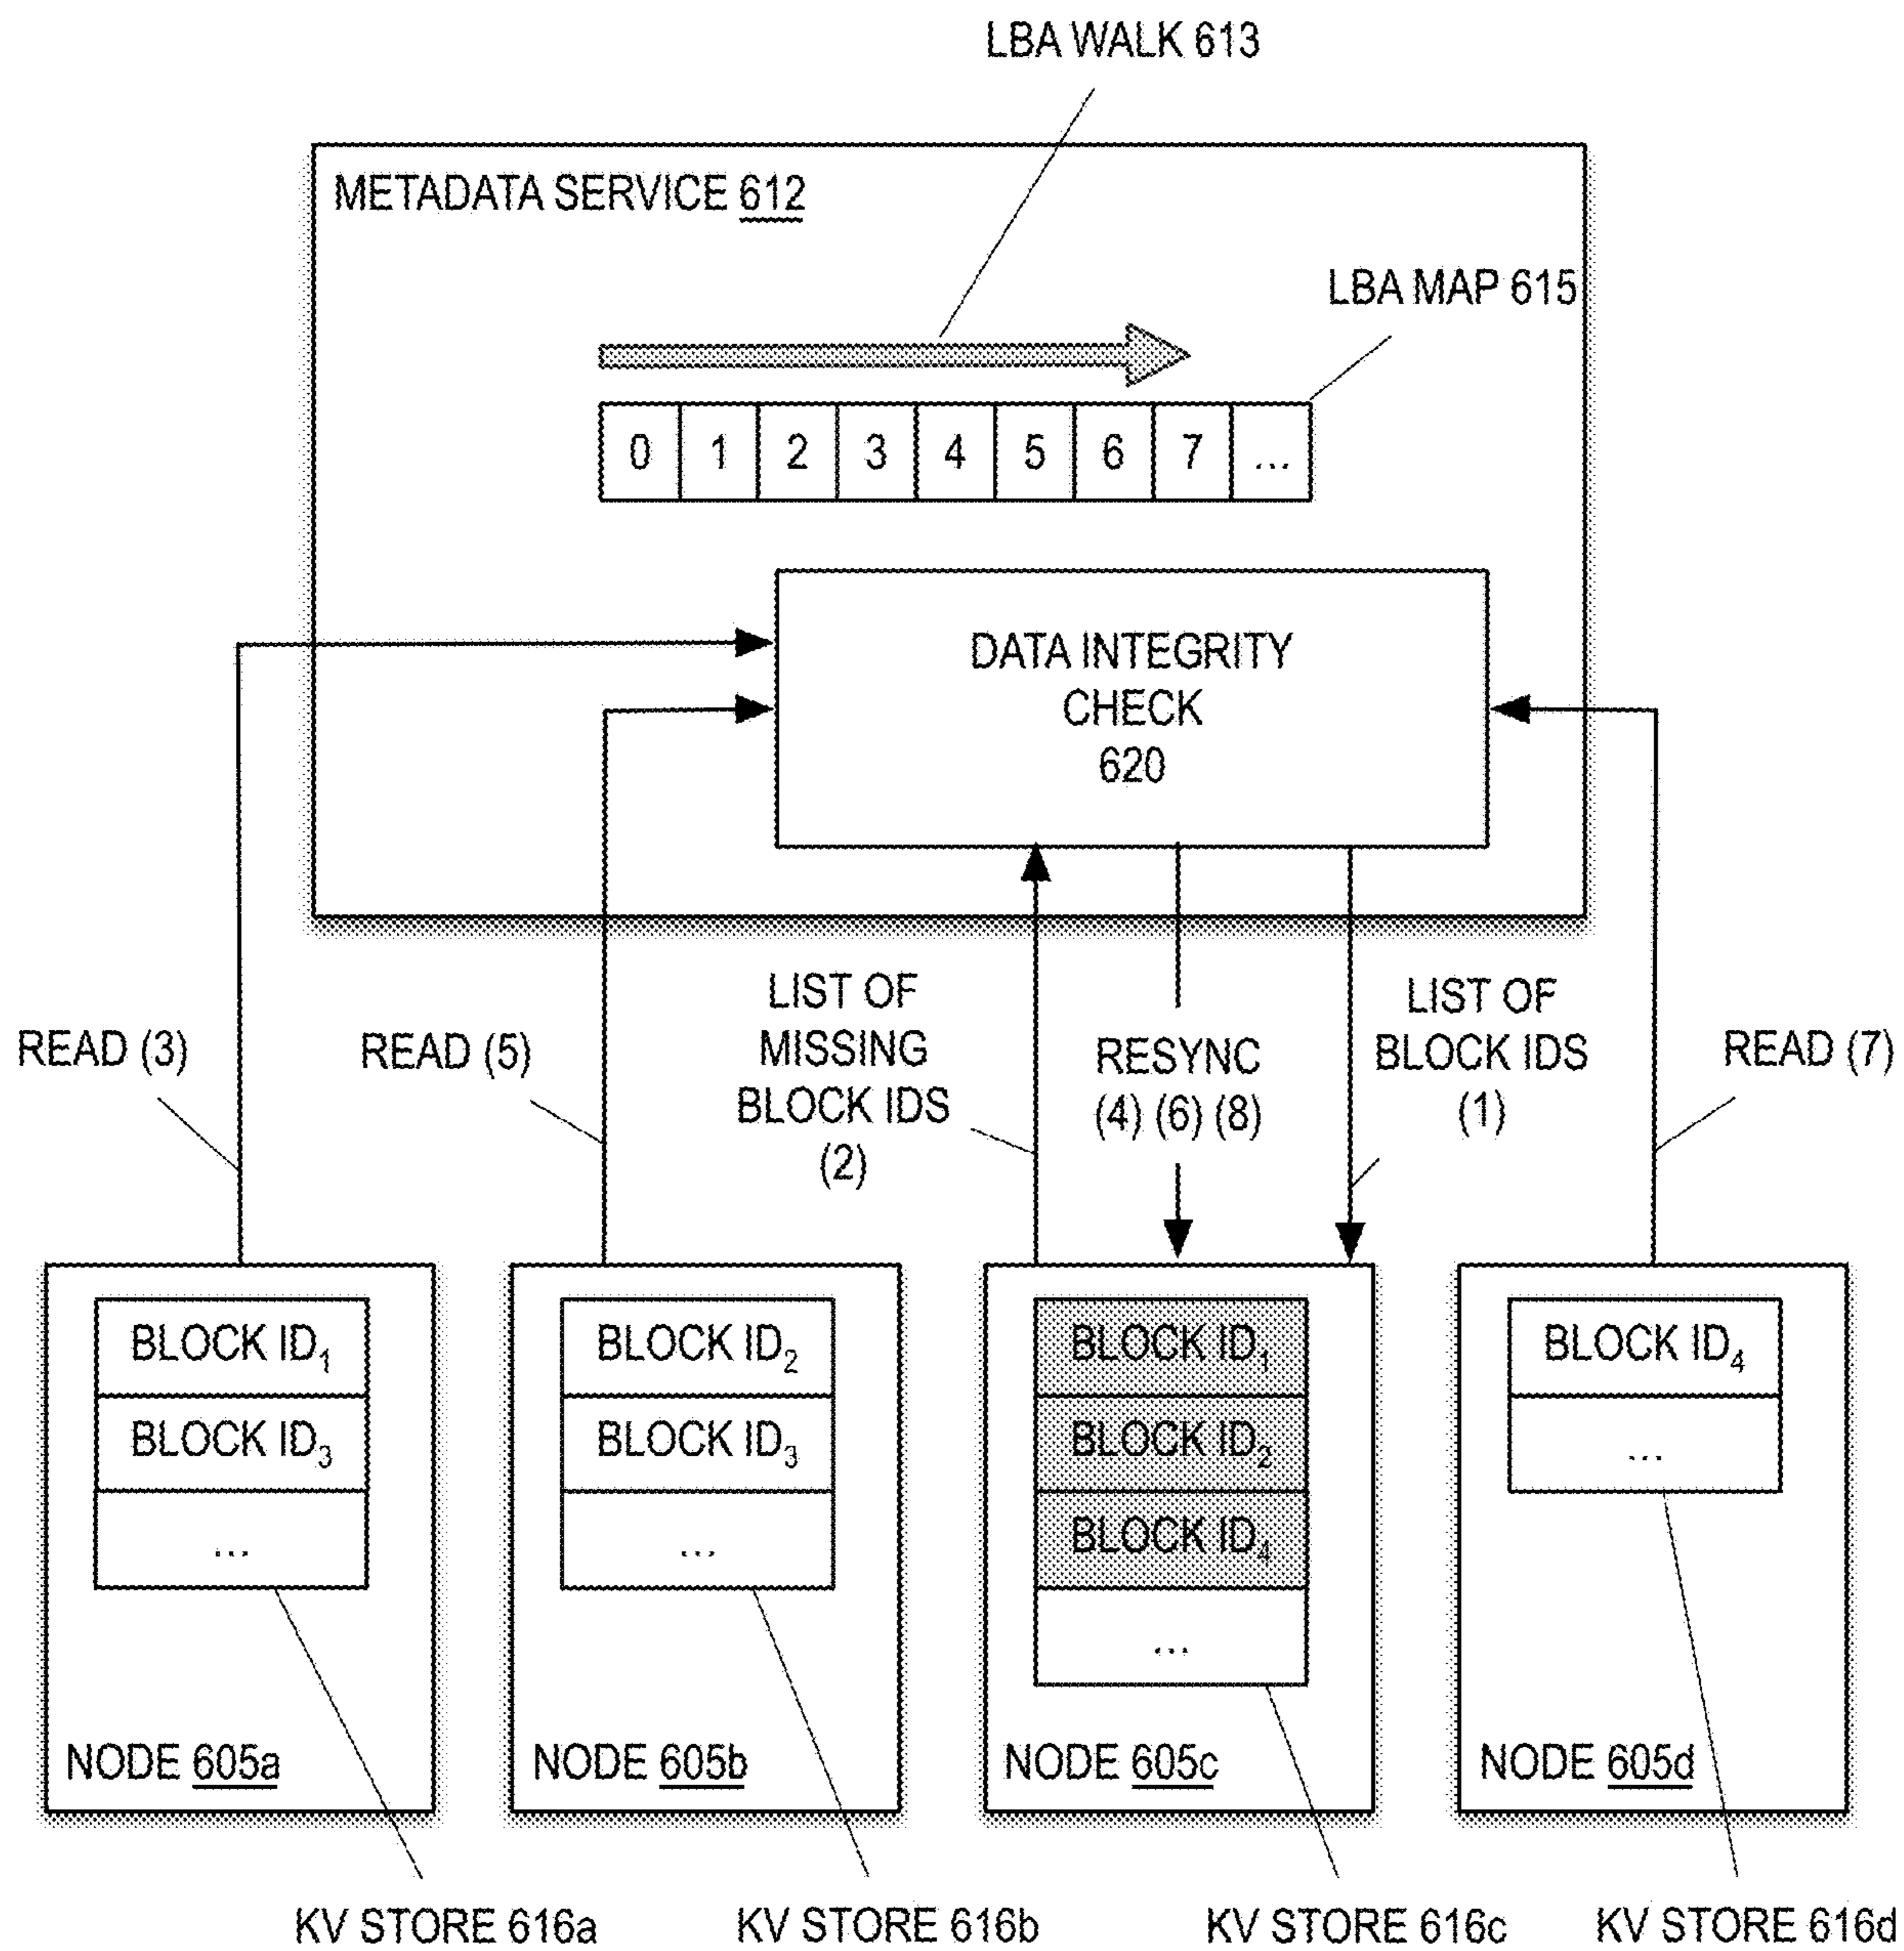 LBA WALK 613
METADATA SERVICE 612
LBA MAP 615
0 1 2 3 4 5 6 7 ...
DATA INTEGRITY
CHECK
620
READ (3)
READ (5)
LIST OF
MISSING
BLOCK IDS
(2)
RESYNC
(4) (6) (8)
LIST OF
BLOCK IDS
(1)
READ (7)
BLOCK ID1
BLOCK ID3
...
NODE 605a
BLOCK ID2
BLOCK ID3
...
NODE 605b
BLOCK ID1
BLOCK ID2
BLOCK ID4
...
NODE 605c
BLOCK ID4
...
NODE 605d
KV STORE 616a
KV STORE 616b
KV STORE 616c
KV STORE 616d